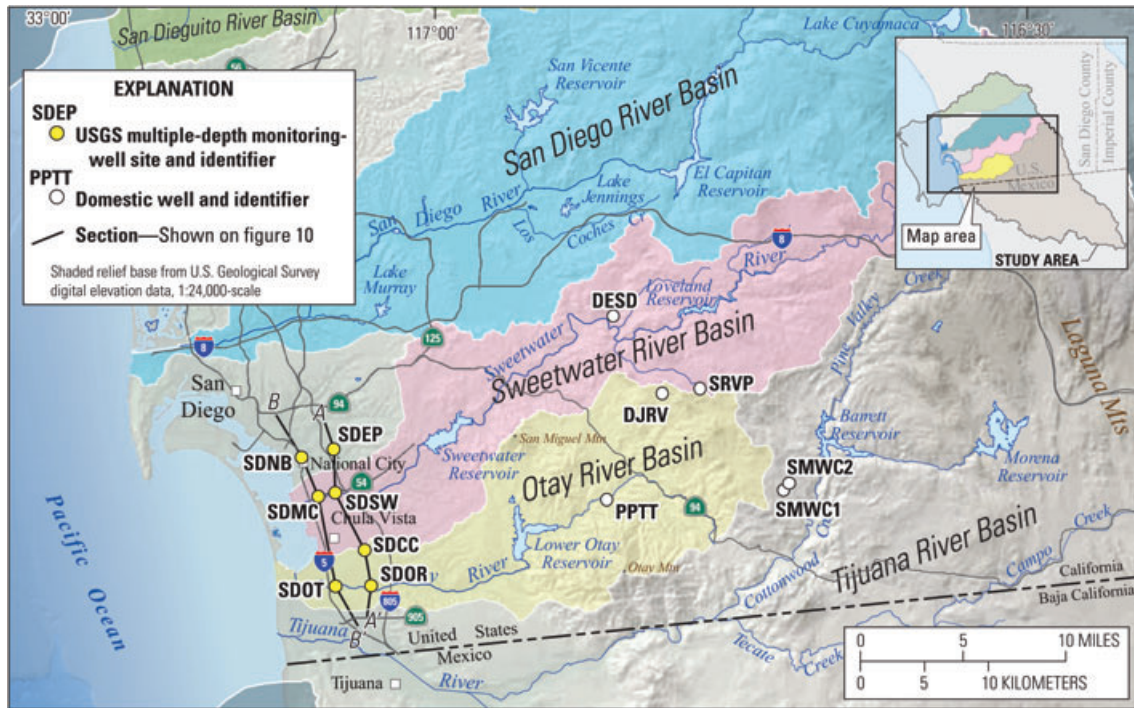 33°00'
117°00'
116°30'
San Dieguito River Basin
Lake Cuyamaca
EXPLANATION
SDEP
USGS multiple-depth monitoring-
well site and identifier
PPTT
Domestic well and identifier
Section—Shown on figure 10
Shaded relief base from U.S. Geological Survey
digital elevation data, 1:24,000-scale
San Vicente
Reservoir
San Diego River Basin
El Capitan
Reservoir
Lake
Jennings
San Diego River
Los Coches Cr
Lake
Murray
San Diego County
Imperial County
U.S.
Mexico
Map area
STUDY AREA
8
River
Loveland
Reservoir
DESD
Sweetwater
Sweetwater River Basin
Pine Valley Creek
Laguna Mts
125
8
San
Diego
B
A
94
SRVP
DJRV
SDEP
San Miguel Mtn
Barrett
Reservoir
SDNB
National City
Sweetwater
Reservoir
Otay River Basin
Morena
Reservoir
54
SMWC2
SDMC
SDSW
SMWC1
Chula Vista
PPTT
94
SDCC
Lower Otay
Reservoir
Tijuana River Basin
5
SDOT
SDOR
River
Otay Mtn
Cottonwood
Campo Creek
805
905
A'
B'
California
Baja California
Tijuana
United States
Mexico
Tecate
Creek
River
Tijuana
Pacific Ocean
0 5 10 MILES
0 5 10 KILOMETERS